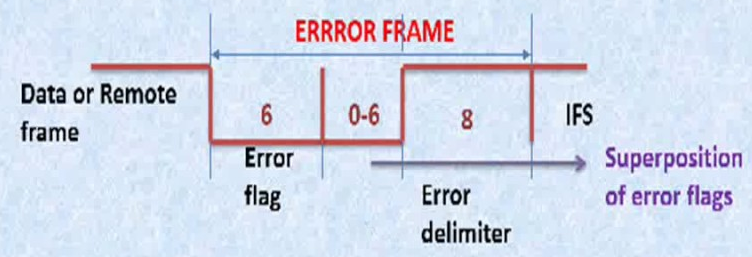 ERRROR FRAME
Data or Remote
frame
6
0-6
8
IFS
Error
flag
Error
delimiter
Superposition
of error flags